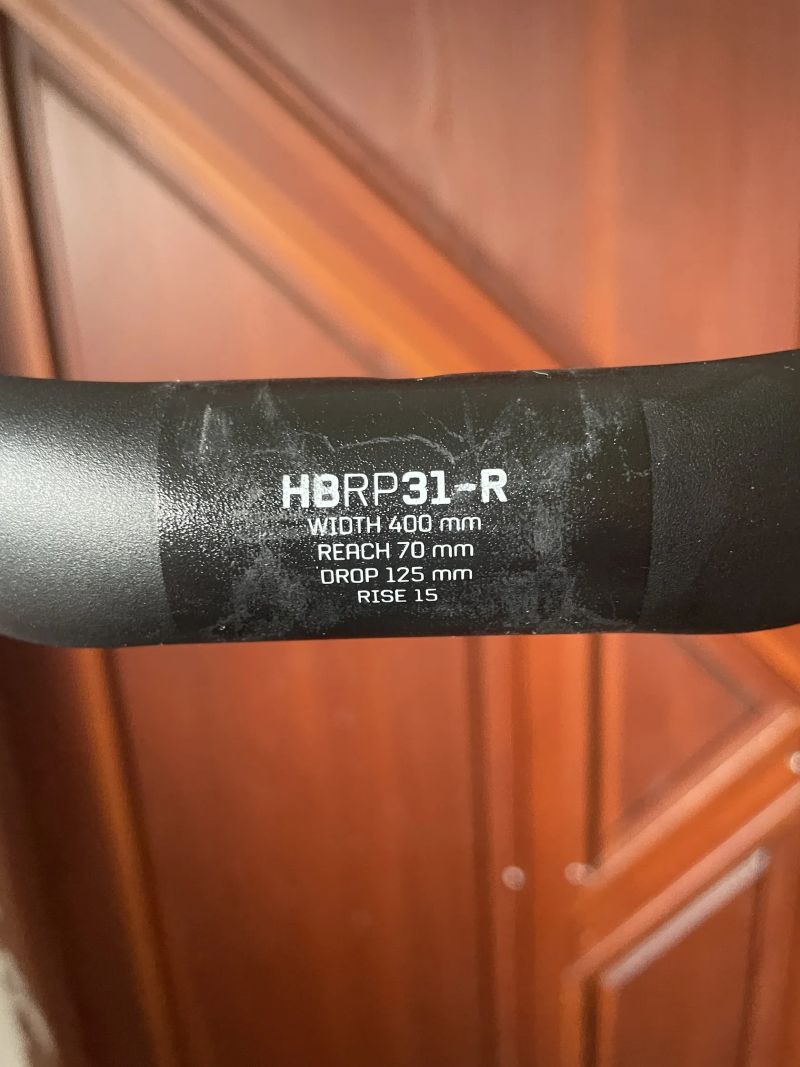 HBRP31-R
WIDTH 400 mm
REACH 70 mm
DROP 125 mm
RISE 15